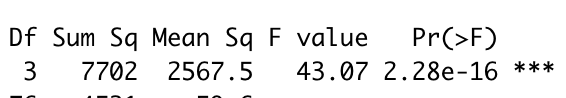 Df Sum Sq Mean Sq F value Pr(>F)
3 7702 2567.5 43.07 2.28e-16 ***